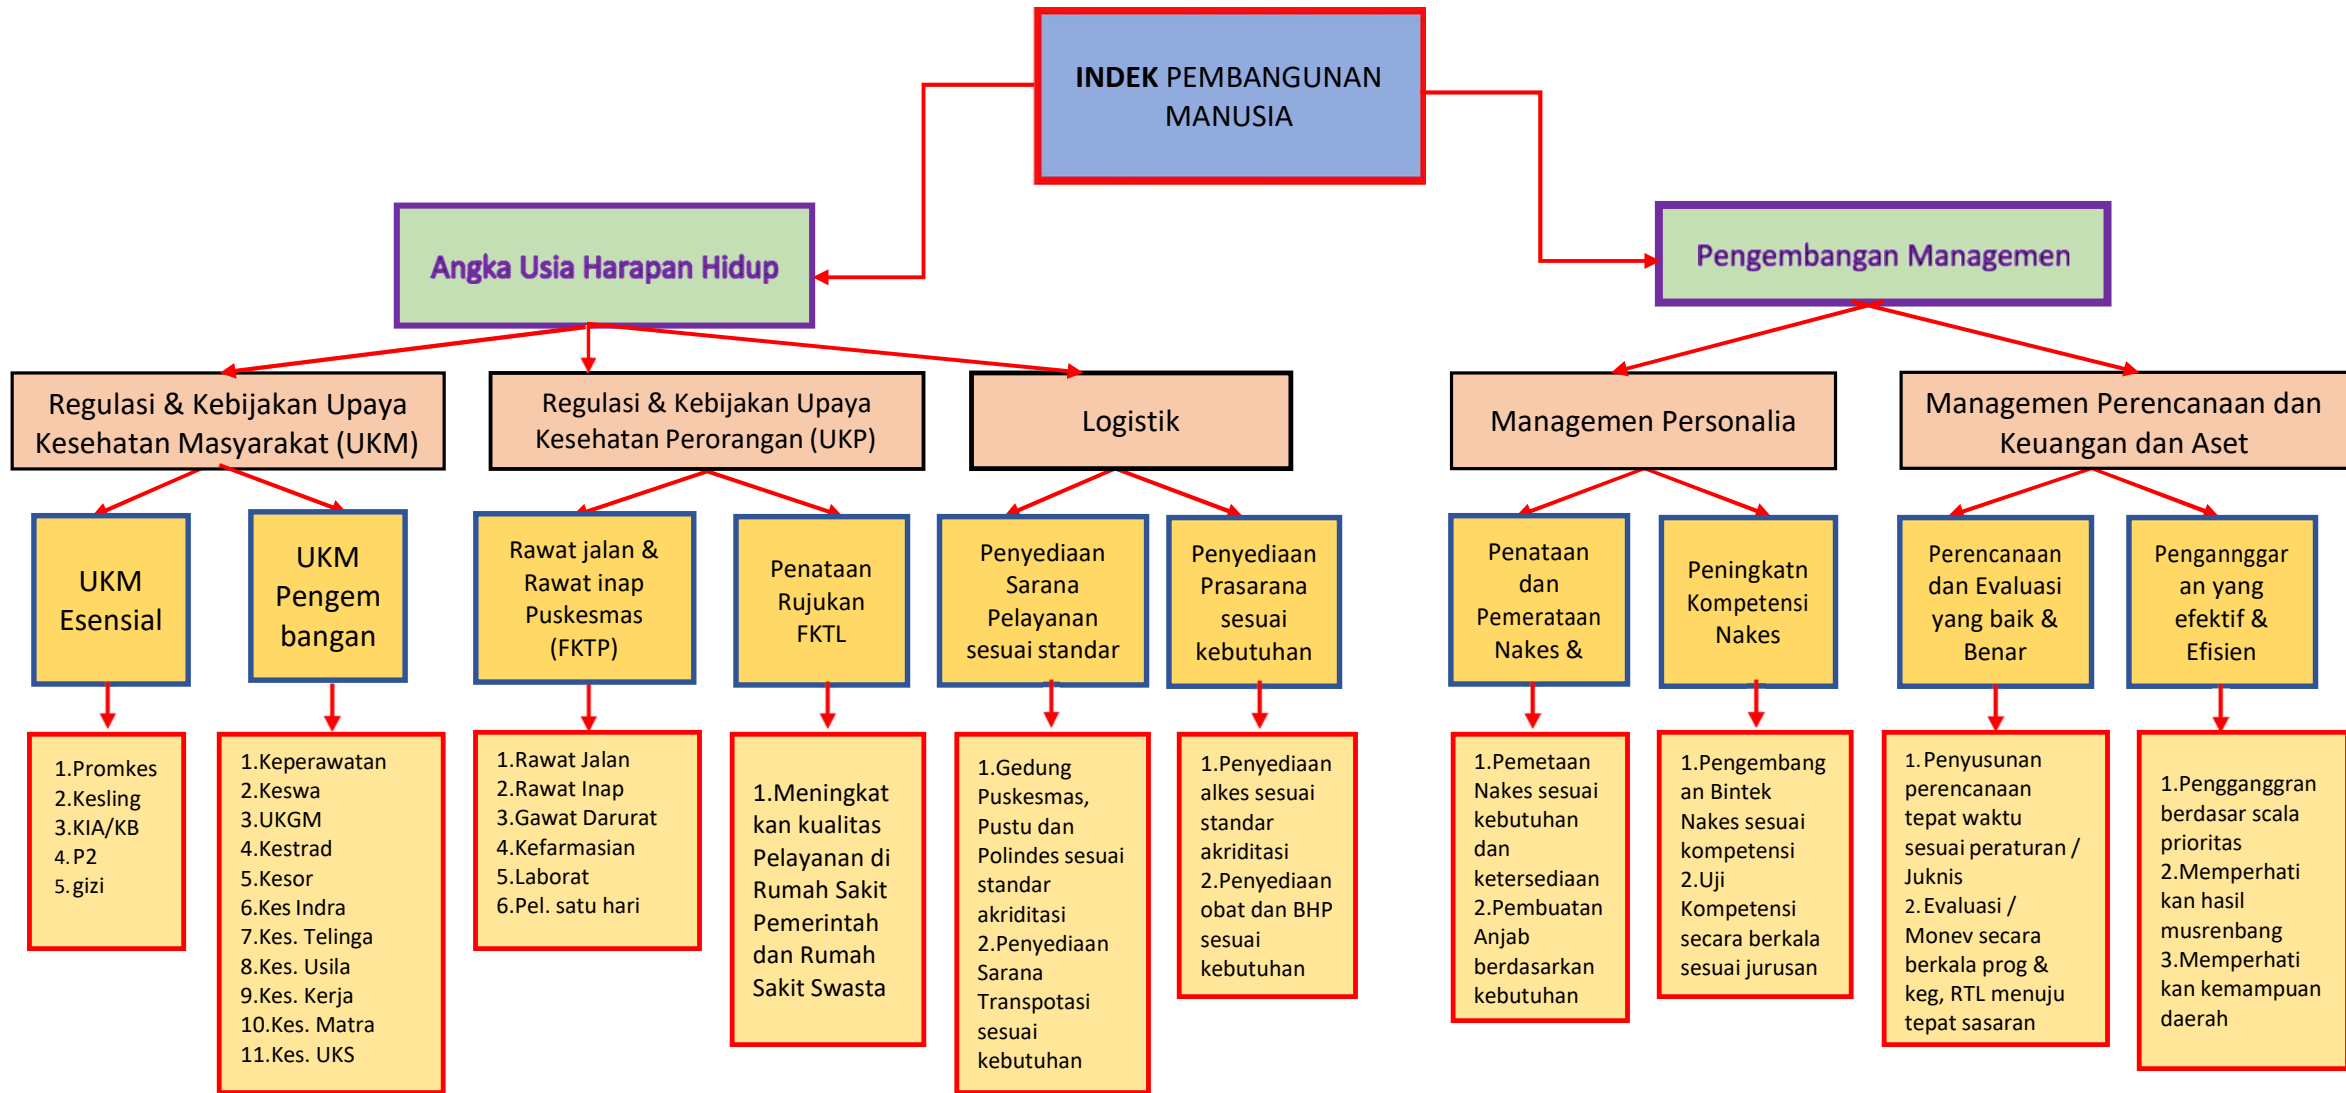 INDEK PEMBANGUNAN
MANUSIA
Angka Usia Harapan Hidup
Pengembangan Managemen
Regulasi & Kebijakan Upaya
Kesehatan Masyarakat (UKM)
Regulasi & Kebijakan Upaya
Kesehatan Perorangan (UKP)
Logistik
Managemen Personalia
Managemen Perencanaan dan
Keuangan dan Aset
UKM
Esensial
UKM
Pengem
bangan
Rawat jalan &
Rawat inap
Puskesmas
(FKTP)
Penataan
Rujukan
FKTL
Penyediaan
Sarana
Pelayanan
sesuai standar
Penyediaan
Prasarana
sesuai
kebutuhan
Penataan
dan
Pemerataan
Nakes &
Peningkatn
Kompetensi
Nakes
Perencanaan
dan Evaluasi
yang baik &
Benar
Pengannggar
an yang
efektif &
Efisien
1.Promkes
2.Kesling
3.KIA/KB
4.P2
5.gizi
1.Keperawatan
2.Keswa
3.UKGM
4.Kestrad
5.Kesor
6.Kes Indra
7.Kes. Telinga
8.Kes. Usila
9.Kes. Kerja
10.Kes. Matra
11.Kes. UKS
1.Rawat Jalan
2.Rawat Inap
3.Gawat Darurat
4.Kefarmasian
5.Laborat
6.Pel. satu hari
1.Meningkat
kan kualitas
Pelayanan di
Rumah Sakit
Pemerintah
dan Rumah
Sakit Swasta
1.Gedung
Puskesmas,
Pustu dan
Polindes sesuai
standar
akriditasi
2.Penyediaan
Sarana
Transpotasi
sesuai
kebutuhan
1.Penyediaan
alkes sesuai
standar
akriditasi
2.Penyediaan
obat dan BHP
sesuai
kebutuhan
1.Pemetaan
Nakes sesuai
kebutuhan
dan
ketersediaan
2.Pembuatan
Anjab
berdasarkan
kebutuhan
1.Pengembang
an Bintek
Nakes sesuai
kompetensi
2.Uji
Kompetensi
secara berkala
sesuai jurusan
1. Penyusunan
perencanaan
tepat waktu
sesuai peraturan /
Juknis
2. Evaluasi /
Monev secara
berkala prog &
keg, RTL menuju
tepat sasaran
1.Pengganggran
berdasar scala
prioritas
2.Memperhati
kan hasil
musrenbang
3.Memperhati
kan kemampuan
daerah